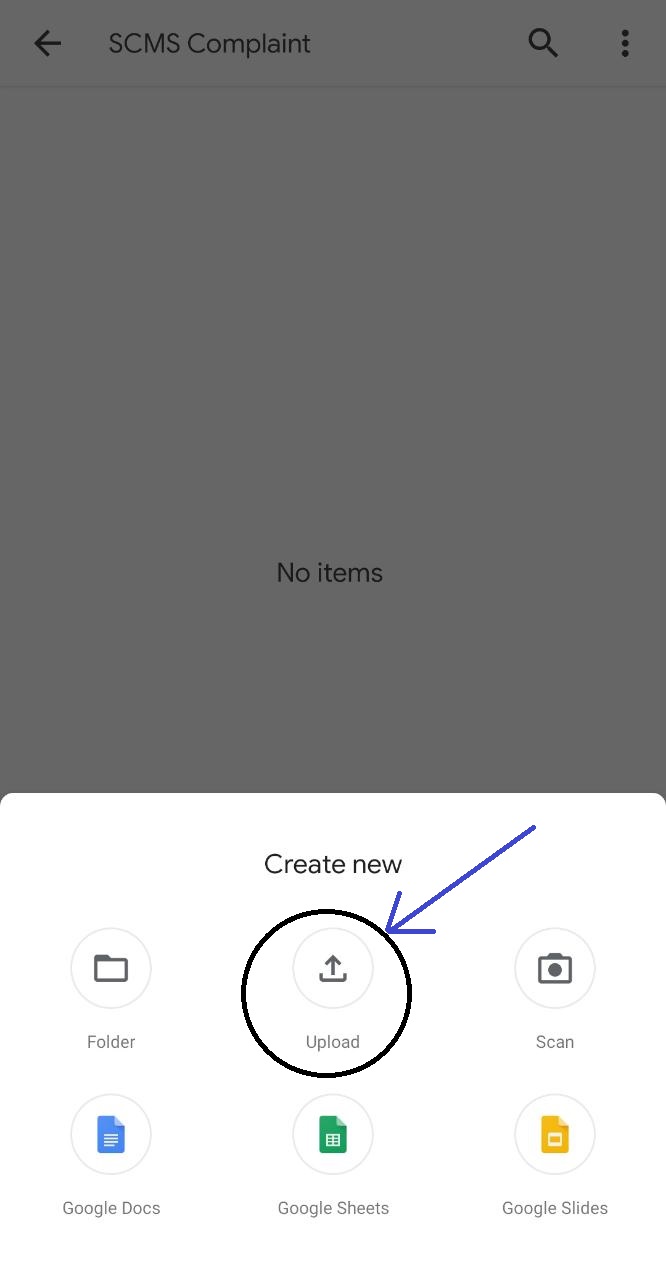 SCMS Complaint
No items
Create new
Folder
Upload
Scan
Google Docs
Google Sheets
Google Slides